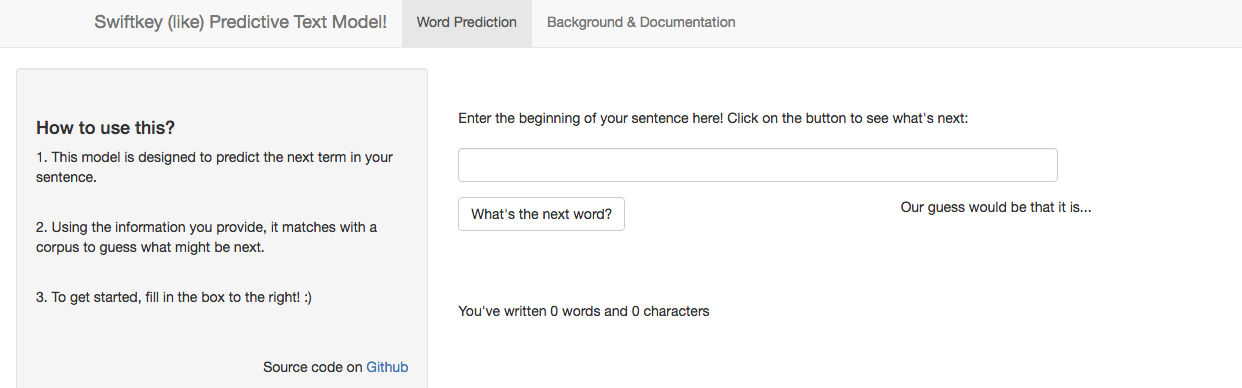 Swiftkey (like) Predictive Text Model!
Word Prediction
Background & Documentation
How to use this?
1. This model is designed to predict the next term in your
sentence.
2. Using the information you provide, it matches with a
corpus to guess what might be next.
3. To get started, fill in the box to the right! :)
Source code on Github
Enter the beginning of your sentence here! Click on the button to see what's next:
What's the next word?
Our guess would be that it is...
You've written 0 words and 0 characters